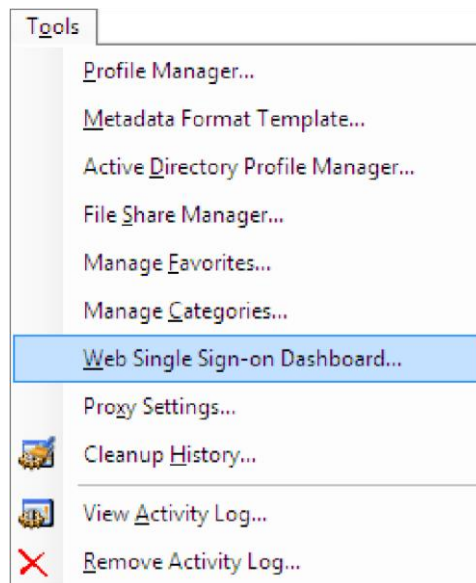 Tools
Profile Manager...
Metadata Format Template...
Active Directory Profile Manager...
File Share Manager...
Manage Favorites...
Manage Categories...
Web Single Sign-on Dashboard...
Proxy Settings...
Cleanup History...
View Activity Log...
Remove Activity Log...